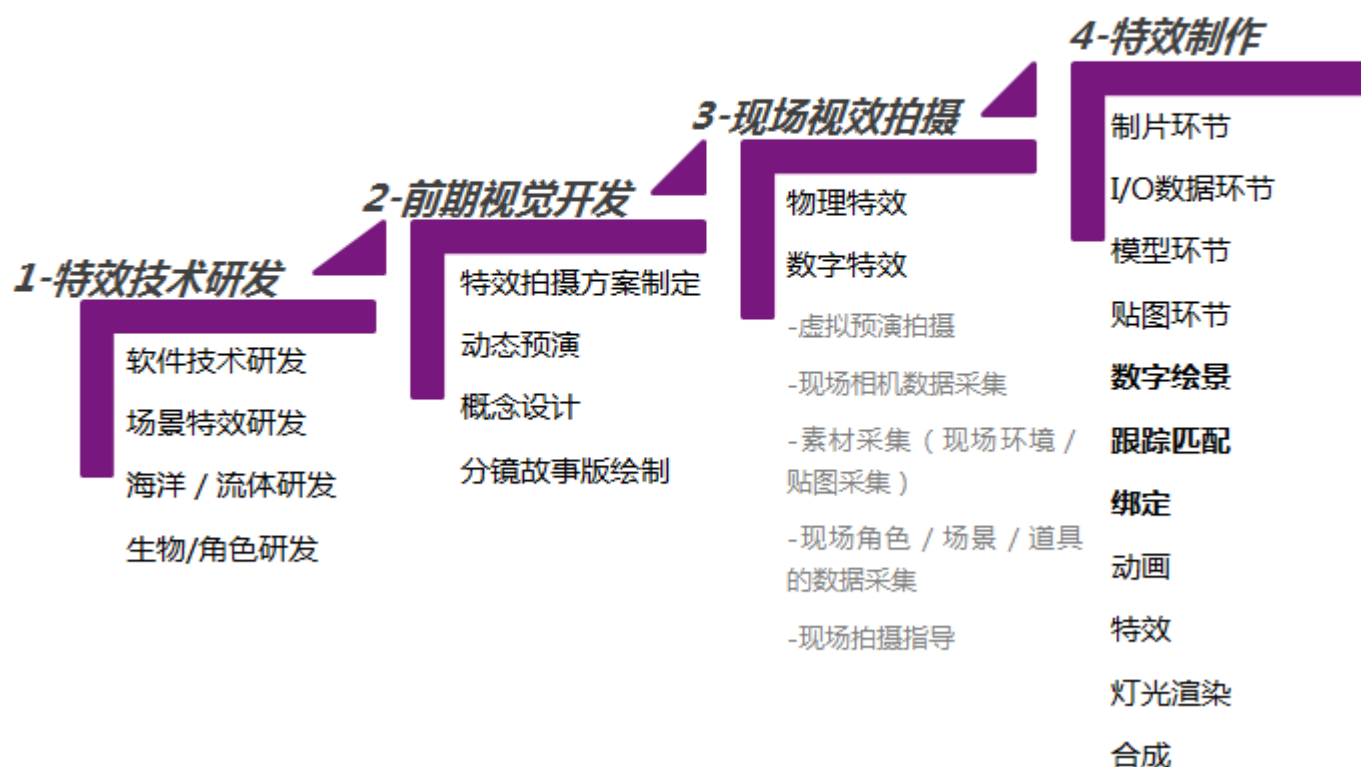 1-特效技术研发
软件技术研发
场景特效研发
海洋 / 流体研发
生物/角色研发
2-前期视觉开发
特效拍摄方案制定
动态预演
概念设计
分镜故事版绘制
3-现场视效拍摄
物理特效
数字特效
-虚拟预演拍摄
-现场相机数据采集
-素材采集（现场环境 /
贴图采集）
-现场角色 / 场景 / 道具
的数据采集
-现场拍摄指导
4-特效制作
制片环节
I/O数据环节
模型环节
贴图环节
数字绘景
跟踪匹配
绑定
动画
特效
灯光渲染
合成